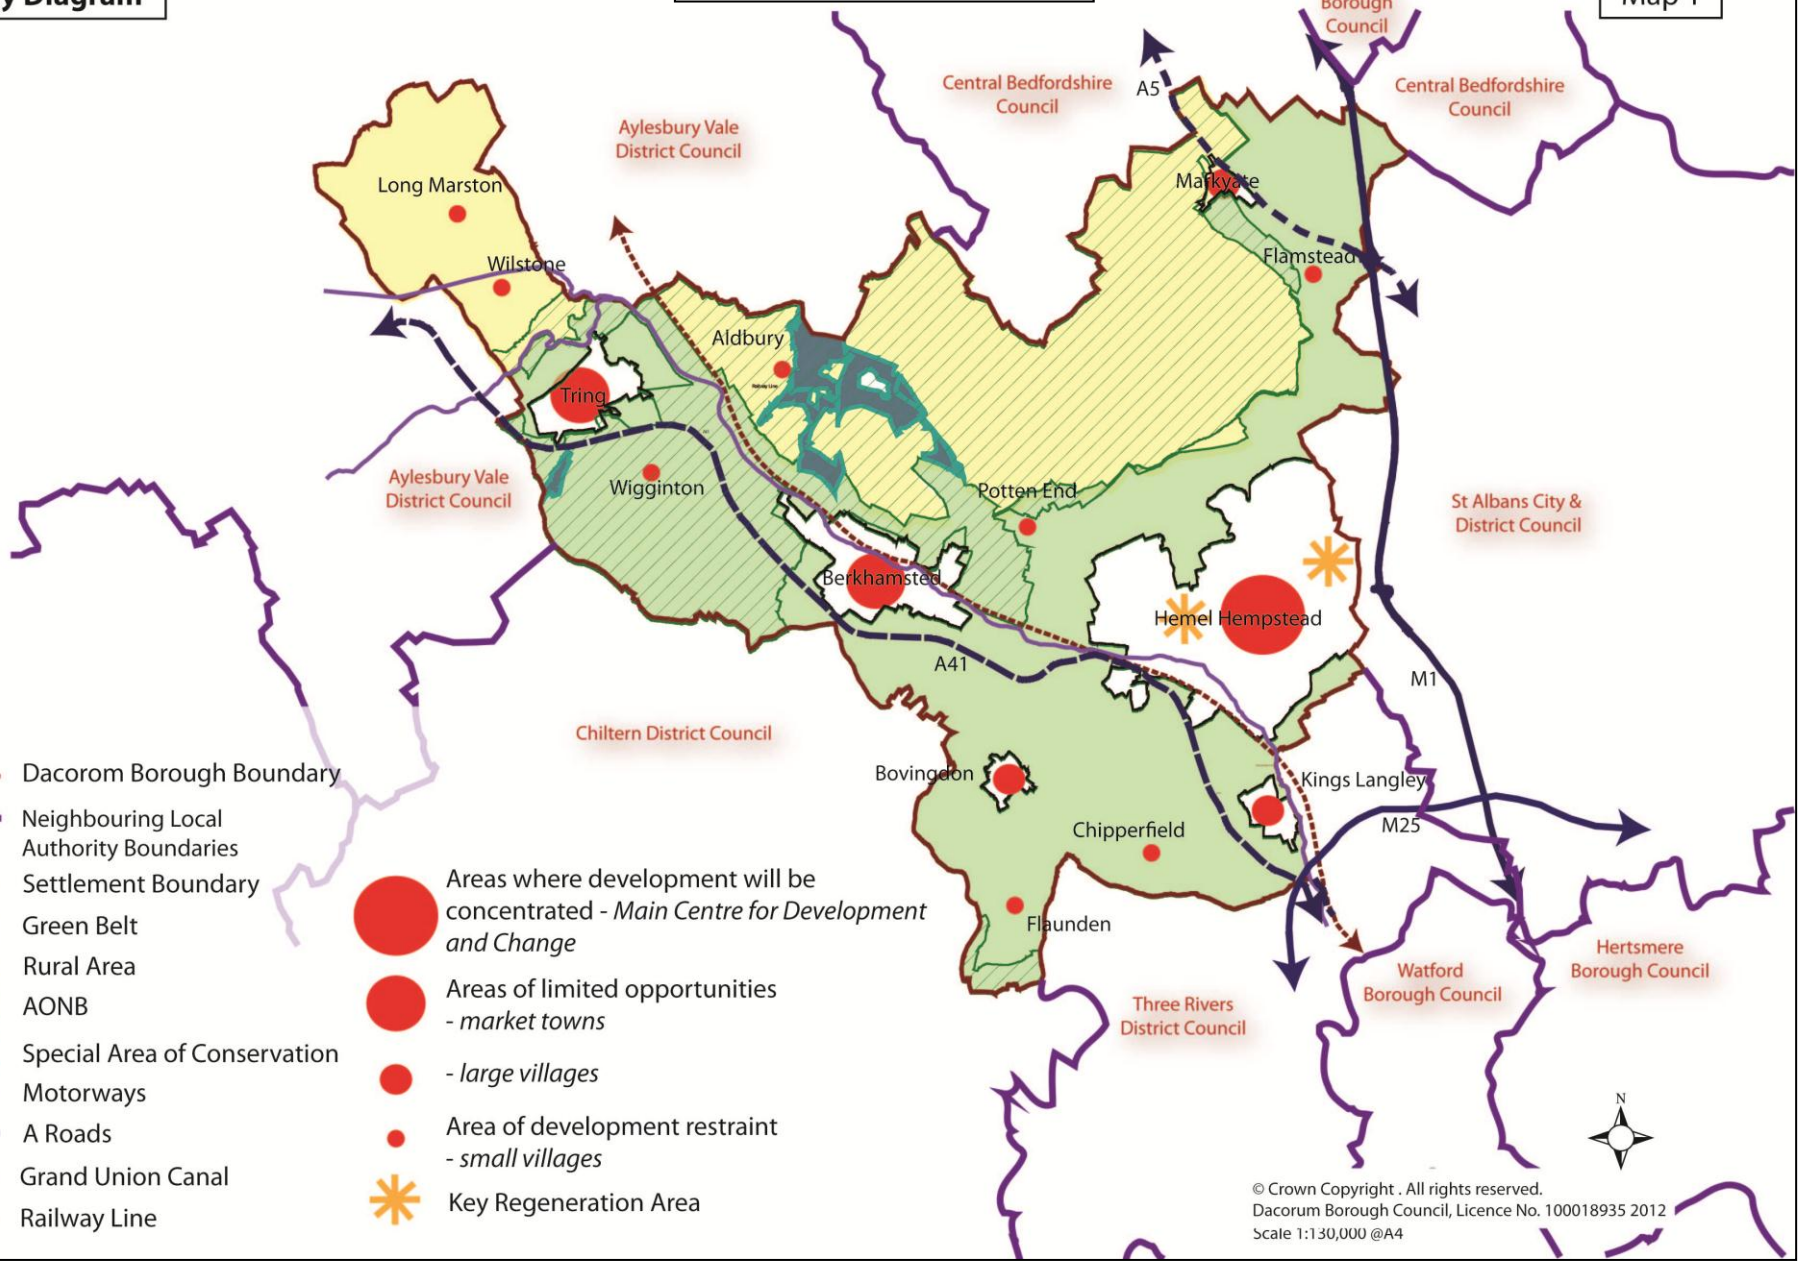 y Diagram
Map 1
Borough
Council
Central Bedfordshire
Council
A5
Central Bedfordshire
Council
Aylesbury Vale
District Council
Long Marston
Markyate
Wilstone
Flamstead
Aldbury
Railway Line
Tring
Aylesbury Vale
District Council
Wigginton
Potten End
St Albans City &
District Council
Berkhamsted
Hemel Hempstead
A41
M1
Chiltern District Council
Bovingdon
Kings Langley
M25
Chipperfield
Flaunden
Hertsmere
Borough Council
Watford
Borough Council
Three Rivers
District Council
Dacorom Borough Boundary
Neighbouring Local
Authority Boundaries
Settlement Boundary
Green Belt
Rural Area
AONB
Special Area of Conservation
Motorways
A Roads
Grand Union Canal
Railway Line
Areas where development will be
concentrated - Main Centre for Development
and Change
Areas of limited opportunities
- market towns
- large villages
Area of development restraint
- small villages
Key Regeneration Area
N
© Crown Copyright . All rights reserved.
Dacorum Borough Council, Licence No. 100018935 2012
Scale 1:130,000 @A4